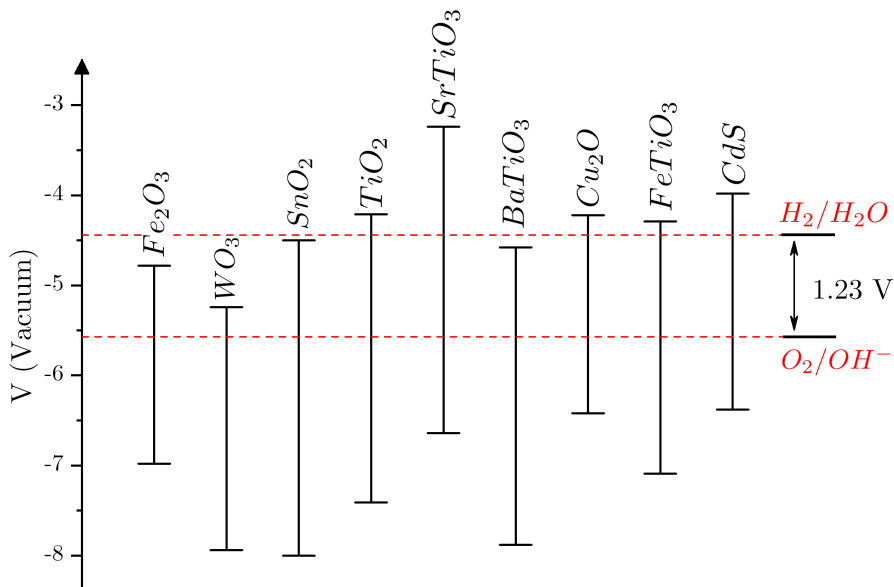 V (Vacuum)
-3
-4
-5
-6
-7
-8
Fe₂O₃
WO₃
SnO₂
TiO₂
SrTiO₃
BaTiO₃
Cu₂O
FeTiO₃
CdS
H₂/H₂O
1.23 V
O₂/OH⁻